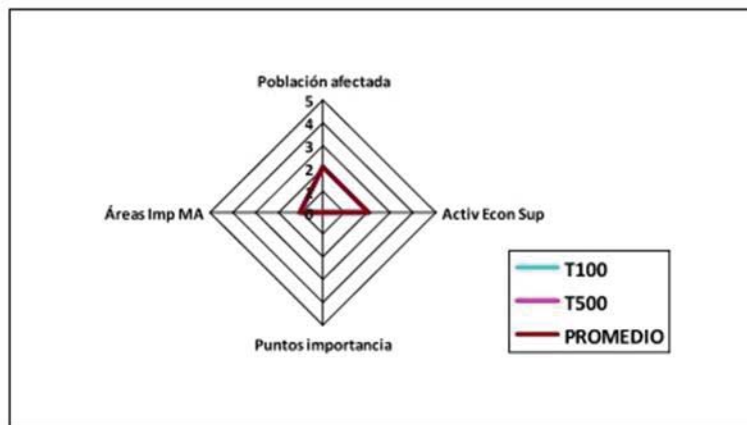 Población afectada
5
4
3
2
1
0
Áreas Imp MA
Activ Econ Sup
Puntos importancia
T100
T500
PROMEDIO